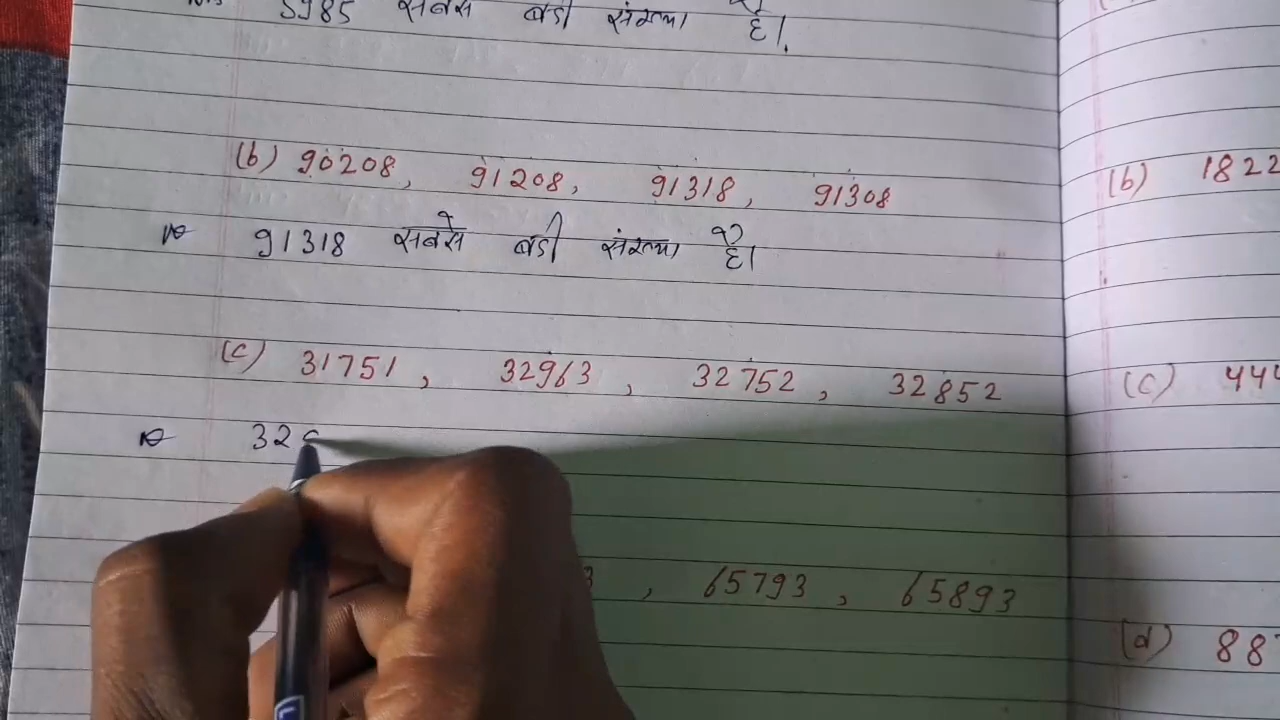 5985 सबसे बडी संख्या है।
(b) 90208, 91208, 91318, 91308
91318 सबसे बडी संख्या है।
(c) 31751, 32963, 32752, 32852
32
, 65793, 65893
(b) 1822
(c) 444
(d) 88